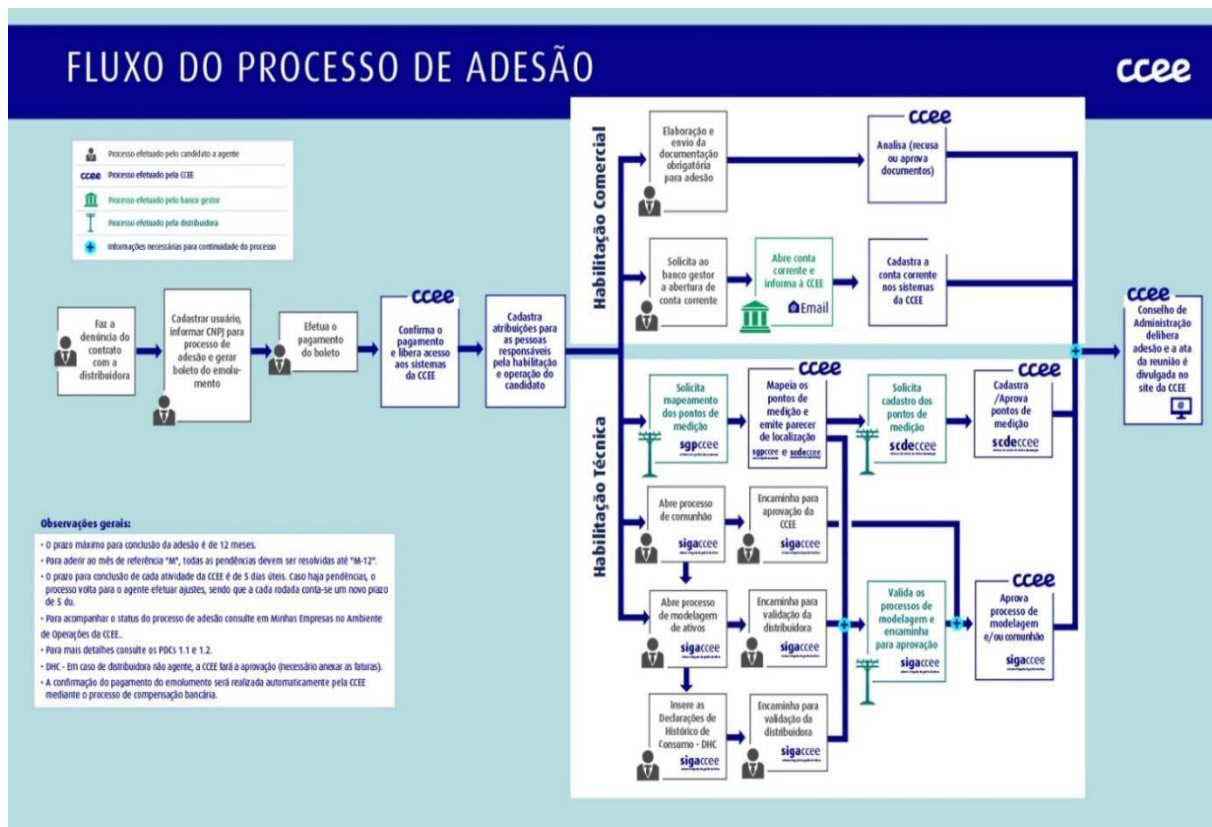 FLUXO DO PROCESSO DE ADESÃO
ccee
Processo efetuado pelo candidato a agente
ccee
Processo efetuado pela CCEE
Processo efetuado pelo banco gestor
Processo efetuado pela distribuidora
Informações necessárias para continuidade do processo
Faz a
denúncia do
contrato
com a
distribuidora
Cadastrar usuário,
informar CNPJ para
processo de
adesão e gerar
boleto do emolu-
mento
Efetua o
pagamento
do boleto
ccee
Confirma o
pagamento
e libera acesso
aos sistemas
da CCEE
Cadastra
atribuições para
as pessoas
responsáveis
pela habilitação
e operação do
candidato
Habilitação Comercial
Elaboração e
envio da
documentação
obrigatória
para adesão
ccee
Analisa (recusa
ou aprova
documentos)
Solicita ao
banco gestor
a abertura de
conta corrente
Abre conta
corrente e
informa à CCEE
Email
Cadastra a
conta corrente
nos sistemas
da CCEE
Habilitação Técnica
Solicita
mapeamento
dos pontos de
medição
sgpccee
ccee
Mapeia os
pontos de
medição e
emite parecer
de localização
sgpccee e scdeccee
Solicita
cadastro dos
pontos de
medição
scdeccee
ccee
Cadastra
/Aprova
pontos de
medição
scdeccee
Abre processo
de comunhão
sigaccee
Encaminha para
aprovação da
CCEE
sigaccee
Abre processo
de modelagem
de ativos
sigaccee
Encaminha para
validação da
distribuidora
sigaccee
Valida os
processos de
modelagem e
encaminha
para aprovação
sigaccee
ccee
Aprova
processo de
modelagem
e/ou comunhão
sigaccee
Insere as
Declarações de
Histórico de
Consumo - DHC
sigaccee
Encaminha para
validação da
distribuidora
sigaccee
ccee
Conselho de
Administração
delibera
adesão e a ata
da reunião é
divulgada no
site da CCEE
Observações gerais:
• O prazo máximo para conclusão da adesão é de 12 meses.
• Para aderir ao mês de referência "M", todas as pendências devem ser resolvidas até "M-12".
• O prazo para conclusão de cada atividade da CCEE é de 5 dias úteis. Caso haja pendências, o
processo volta para o agente efetuar ajustes, sendo que a cada rodada conta-se um novo prazo
de 5 du.
• Para acompanhar o status do processo de adesão consulte em Minhas Empresas no Ambiente
de Operações da CCEE..
• Para mais detalhes consulte os PDCs 1.1 e 1.2.
• DHC - Em caso de distribuidora não agente, a CCEE fará a aprovação (necessário anexar as faturas).
• A confirmação do pagamento do emolumento será realizada automaticamente pela CCEE
mediante o processo de compensação bancária.